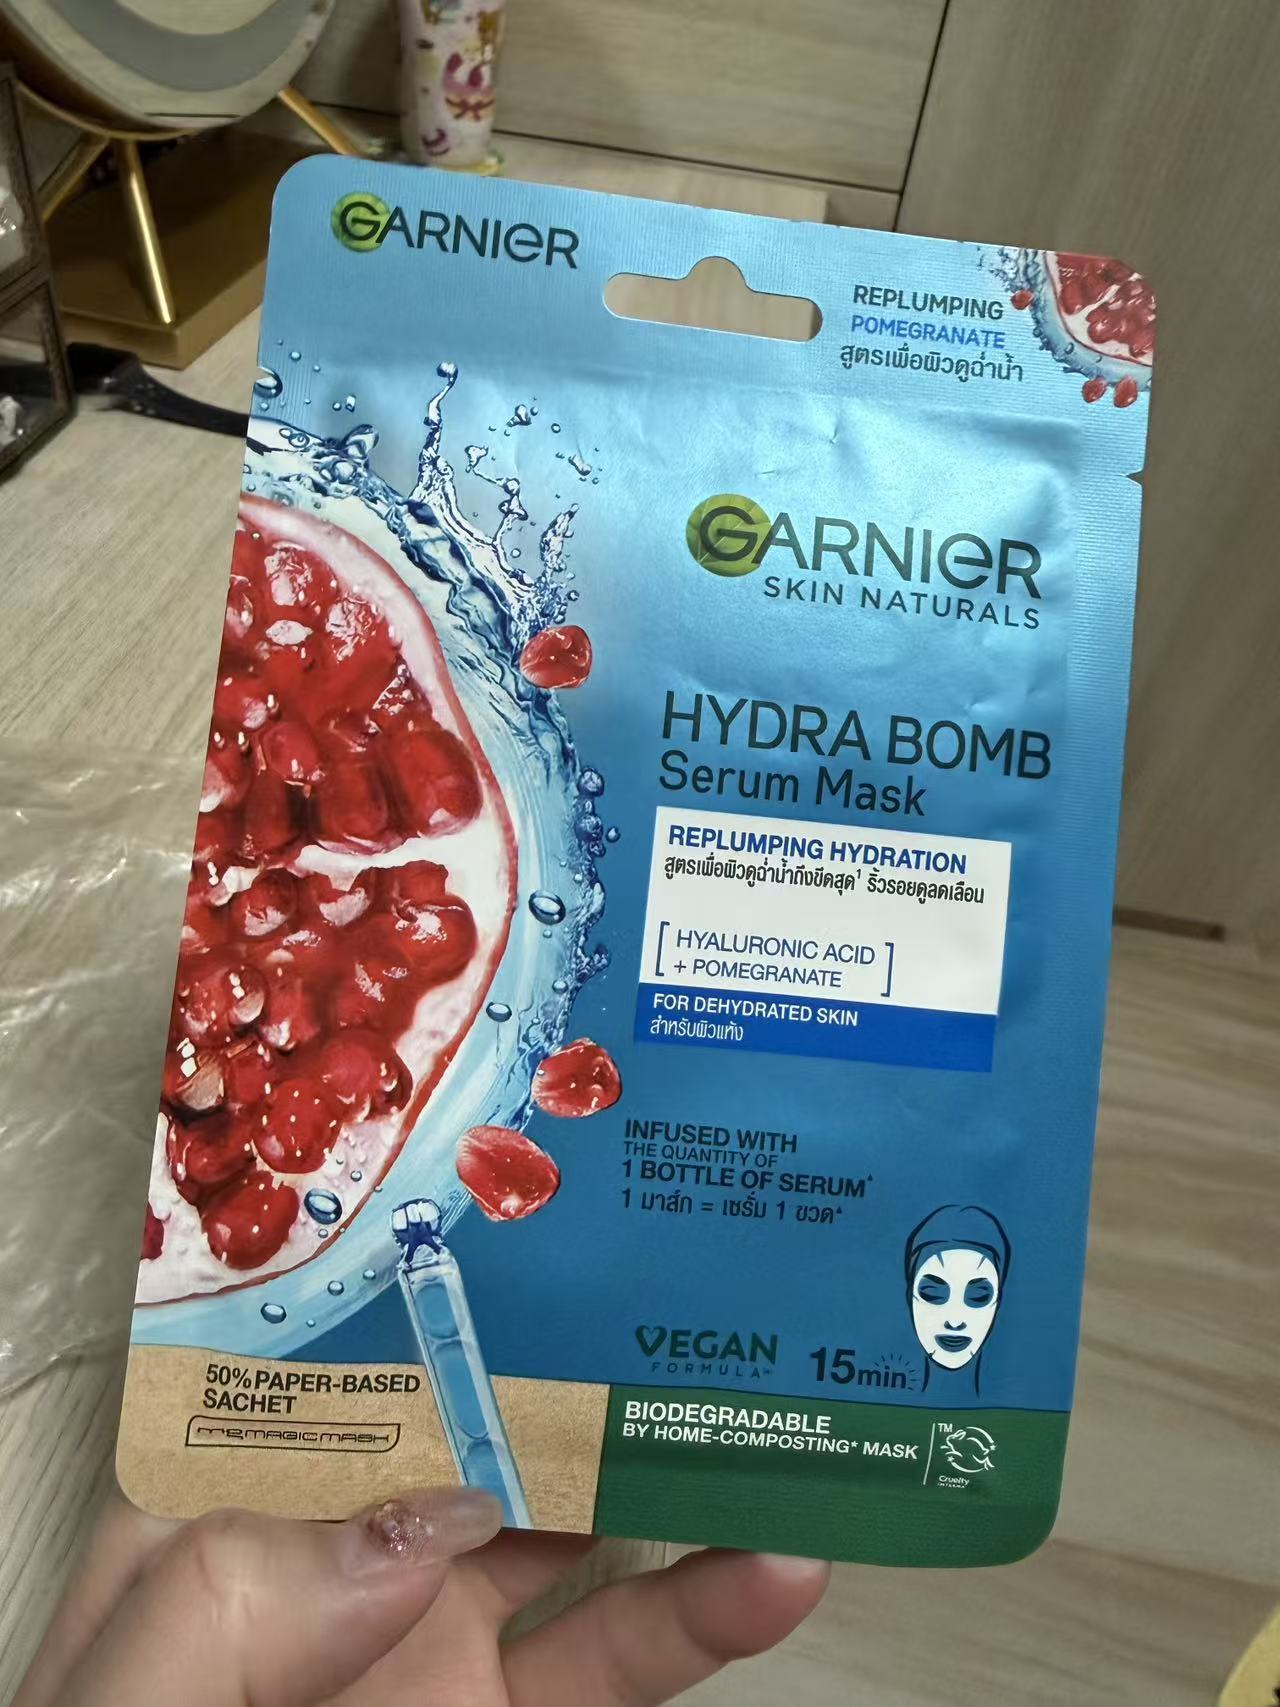 GARNIER
REPLUMPING
POMEGRANATE
สูตรเพื่อผิวดูฉ่ำน้ำ
GARNIER
SKIN NATURALS
HYDRA BOMB
Serum Mask
REPLUMPING HYDRATION
สูตรเพื่อผิวดูฉ่ำน้ำถึงขีดสุด¹ ริ้วรอยดูลดเลือน
[HYALURONIC ACID
+ POMEGRANATE]
FOR DEHYDRATED SKIN
สำหรับผิวแห้ง
INFUSED WITH
THE QUANTITY OF
1 BOTTLE OF SERUM▲
1 มาส์ก = เซรั่ม 1 ขวด▲
VEGAN
FORMULA
15min
50% PAPER-BASED
SACHET
BIODEGRADABLE
BY HOME-COMPOSTING* MASK
TM
Cruelty